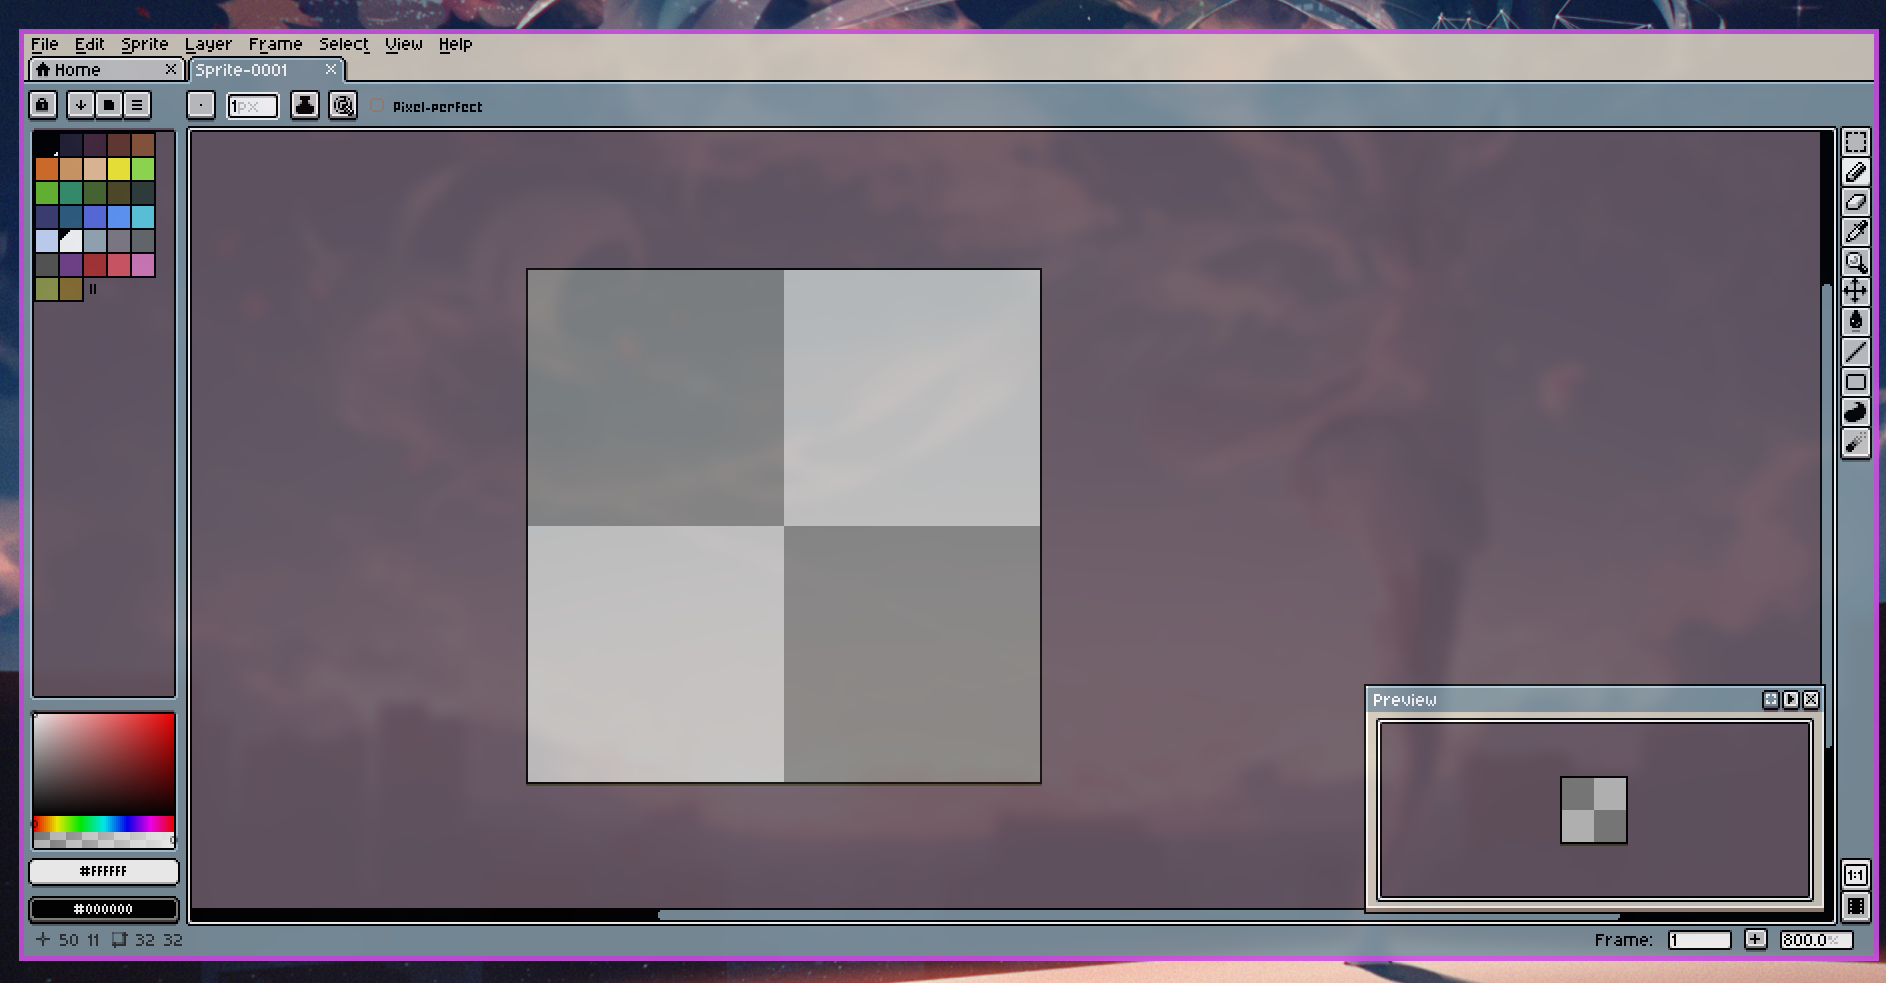 File Edit Sprite Layer Frame Select View Help
Home Sprite-0001
1px Pixel-perfect
Preview
#FFFFFF
1:1
#000000
50 11 32 32 Frame: 1 + 800.0%